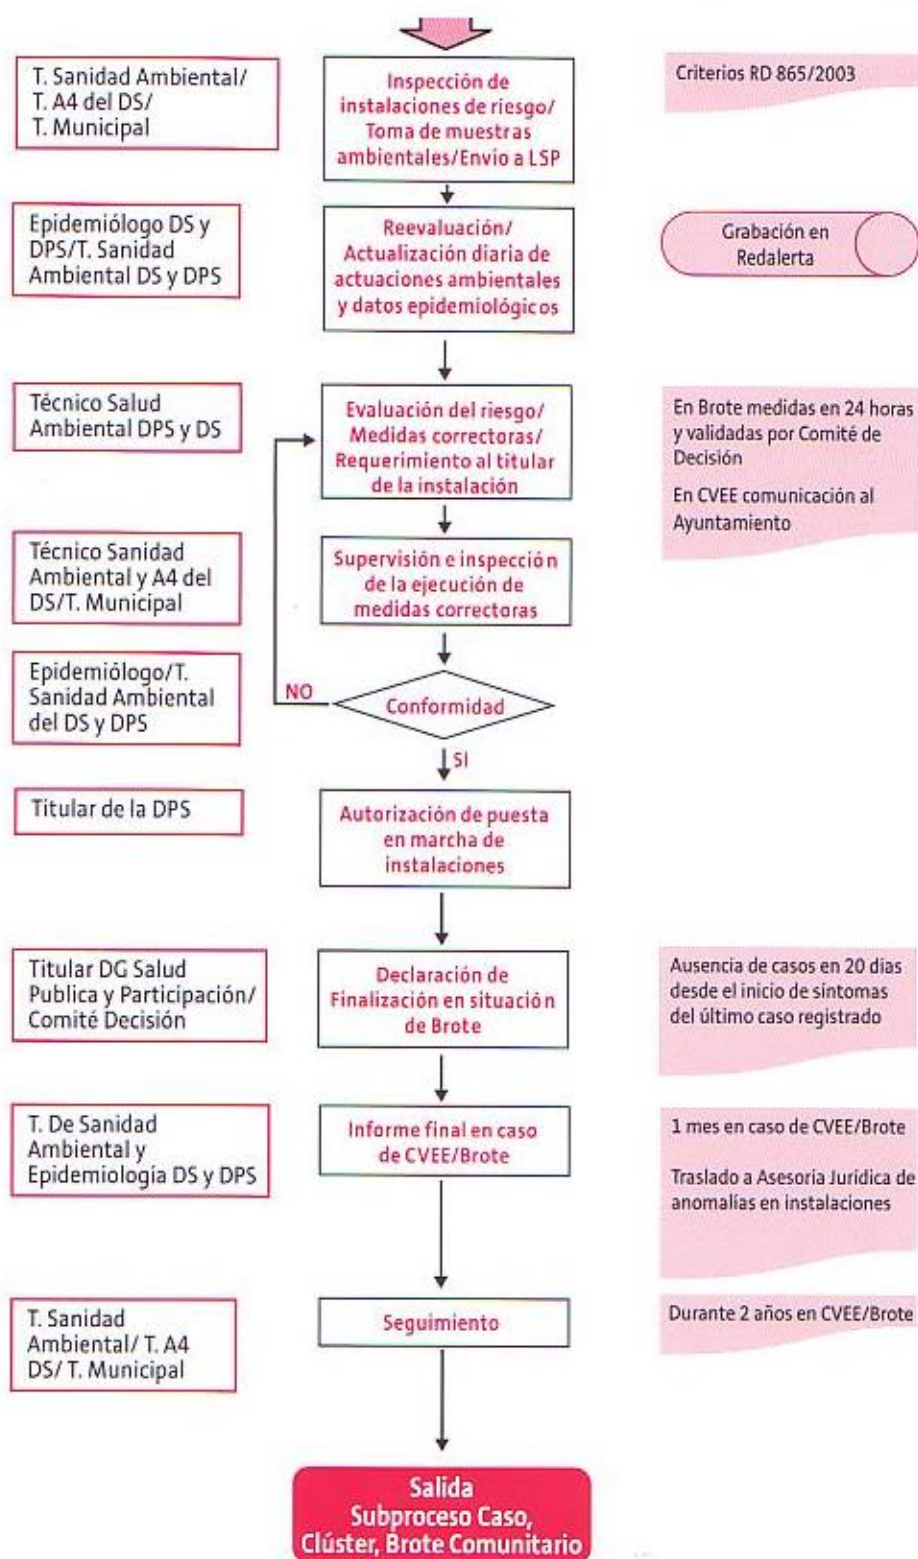 T. Sanidad Ambiental/
T. A4 del DS/
T. Municipal
Inspección de
instalaciones de riesgo/
Toma de muestras
ambientales/Envío a LSP
Criterios RD 865/2003
Epidemiólogo DS y
DPS/T. Sanidad
Ambiental DS y DPS
Reevaluación/
Actualización diaria de
actuaciones ambientales
y datos epidemiológicos
Grabación en
Redalerta
Técnico Salud
Ambiental DPS y DS
Evaluación del riesgo/
Medidas correctoras/
Requerimiento al titular
de la instalación
En Brote medidas en 24 horas
y validadas por Comité de
Decisión
En CVEE comunicación al
Ayuntamiento
Técnico Sanidad
Ambiental y A4 del
DS/T. Municipal
Supervisión e inspección
de la ejecución de
medidas correctoras
Epidemiólogo/T.
Sanidad Ambiental
del DS y DPS
NO
Conformidad
SI
Titular de la DPS
Autorización de puesta
en marcha de
instalaciones
Titular DG Salud
Publica y Participación/
Comité Decisión
Declaración de
Finalización en situación
de Brote
Ausencia de casos en 20 días
desde el inicio de síntomas
del último caso registrado
T. De Sanidad
Ambiental y
Epidemiología DS y DPS
Informe final en caso
de CVEE/Brote
1 mes en caso de CVEE/Brote
Traslado a Asesoría Jurídica de
anomalías en instalaciones
T. Sanidad
Ambiental/ T. A4
DS/ T. Municipal
Seguimiento
Durante 2 años en CVEE/Brote
Salida
Subproceso Caso,
Clúster, Brote Comunitario